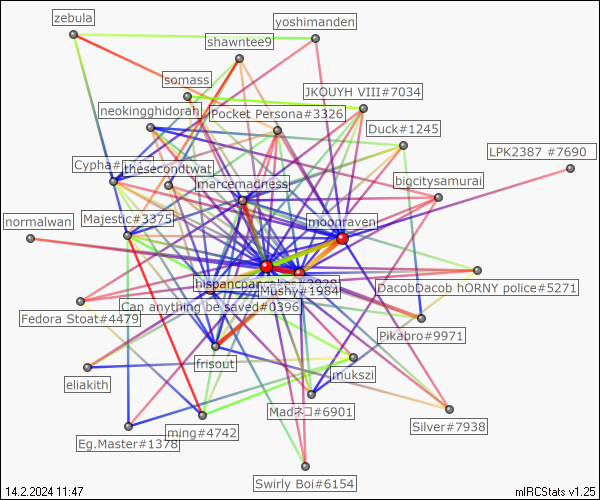 zebula
yoshimanden
shawntee9
somass
JKOUYH VIII#7034
neokingghidorah
Pocket Persona#3326
Duck#1245
LPK2387 #7690
Cypha#
thesecondtwat
marcemadness
bigcitysamurai
normalwan
Majestic#3375
moonraven
hispancpancakes#3928
DacobDacob hORNY police#5271
Mushy#1984
Can anything be saved#0396
Fedora Stoat#4479
Pikabro#9971
frisout
eliakith
mukszi
Madネコ#6901
Silver#7938
ming#4742
Eg.Master#1378
Swirly Boi#6154
14.2.2024 11:47
mIRCStats v1.25